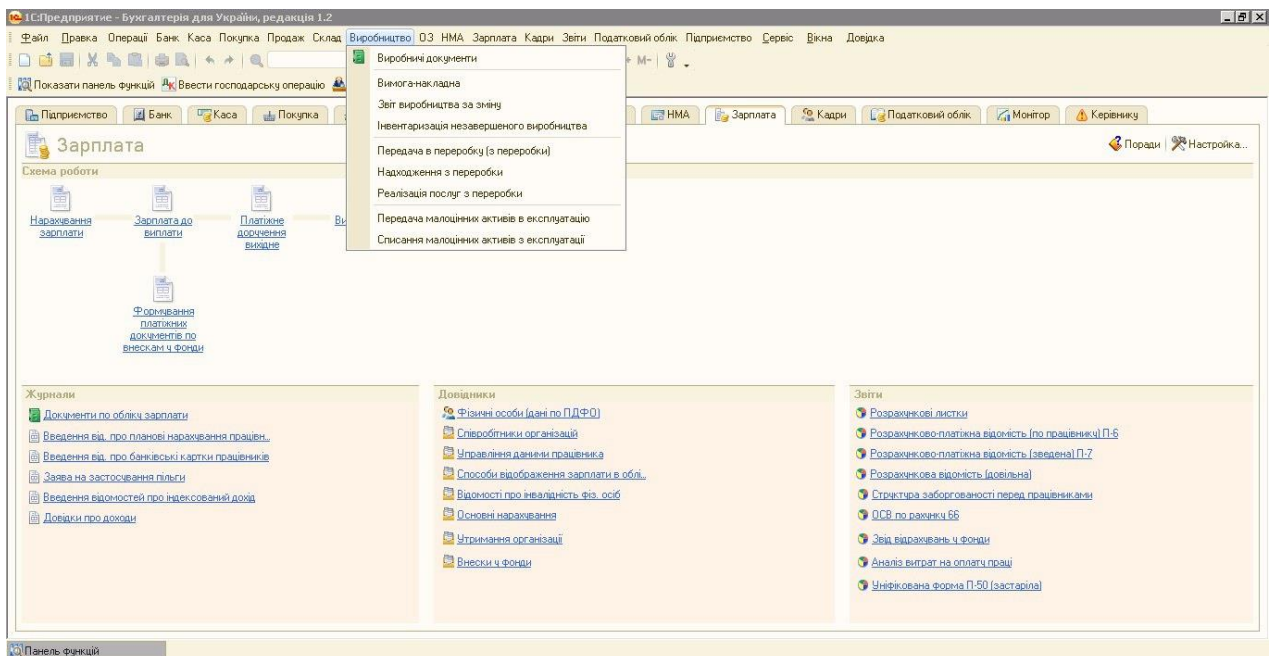 1С:Предприятие - Бухгалтерія для України, редакція 1.2
Файл Правка Операції Банк Каса Покупка Продаж Склад Виробництво ОЗ НМА Зарплата Кадри Звіти Податковий облік Підприємство Сервіс Вікна Довідка
M-
Показати панель функцій Ввести господарську операцію
Виробничі документи
Вимога-накладна
Звіт виробництва за зміну
Інвентаризація незавершеного виробництва
Передача в переробку (з переробки)
Надходження з переробки
Реалізація послуг з переробки
Передача малоцінних активів в експлуатацію
Списання малоцінних активів з експлуатації
Підприємство Банк Каса Покупка НМА Зарплата Кадри Податковий облік Монітор Керівнику
Зарплата
Поради Настройка...
Схема роботи
Нарахування зарплати
Зарплата до виплати
Платіжне доручення вихідне
Формування платіжних документів по внескам у фонди
Журнали
Документи по обліку зарплати
Введення від. про планові нарахування працівн..
Введення від. про банківські картки працівників
Заява на застосування пільги
Введення відомостей про індексований дохід
Довідки про доходи
Довідники
Фізичні особи (дані по ПДФО)
Співробітники організацій
Управління даними працівника
Способи відображення зарплати в облі..
Відомості про інвалідність фіз. осіб
Основні нарахування
Утримання організації
Внески у фонди
Звіти
Розрахункові листки
Розрахунково-платіжна відомість (по працівнику) П-6
Розрахунково-платіжна відомість (зведена) П-7
Розрахункова відомість (довільна)
Структура заборгованості перед працівниками
ОСВ по рахунку 66
Звід відрахувань у фонди
Аналіз витрат на оплату праці
Уніфікована форма П-50 (застаріла)
Панель функцій